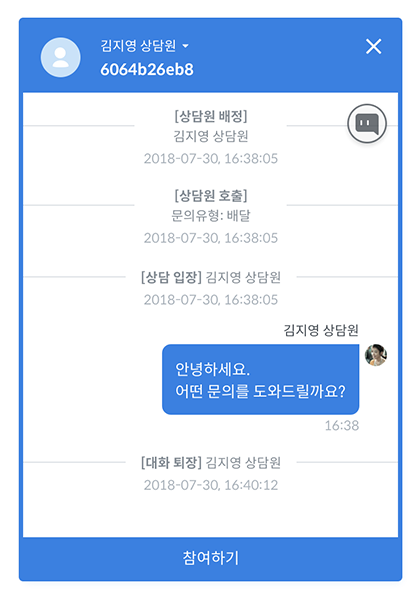 김지영 상담원
6064b26eb8
[상담원 배정]
김지영 상담원
2018-07-30, 16:38:05
[상담원 호출]
문의유형: 배달
2018-07-30, 16:38:05
[상담 입장] 김지영 상담원
2018-07-30, 16:38:05
김지영 상담원
안녕하세요.
어떤 문의를 도와드릴까요?
16:38
[대화 퇴장] 김지영 상담원
2018-07-30, 16:40:12
참여하기